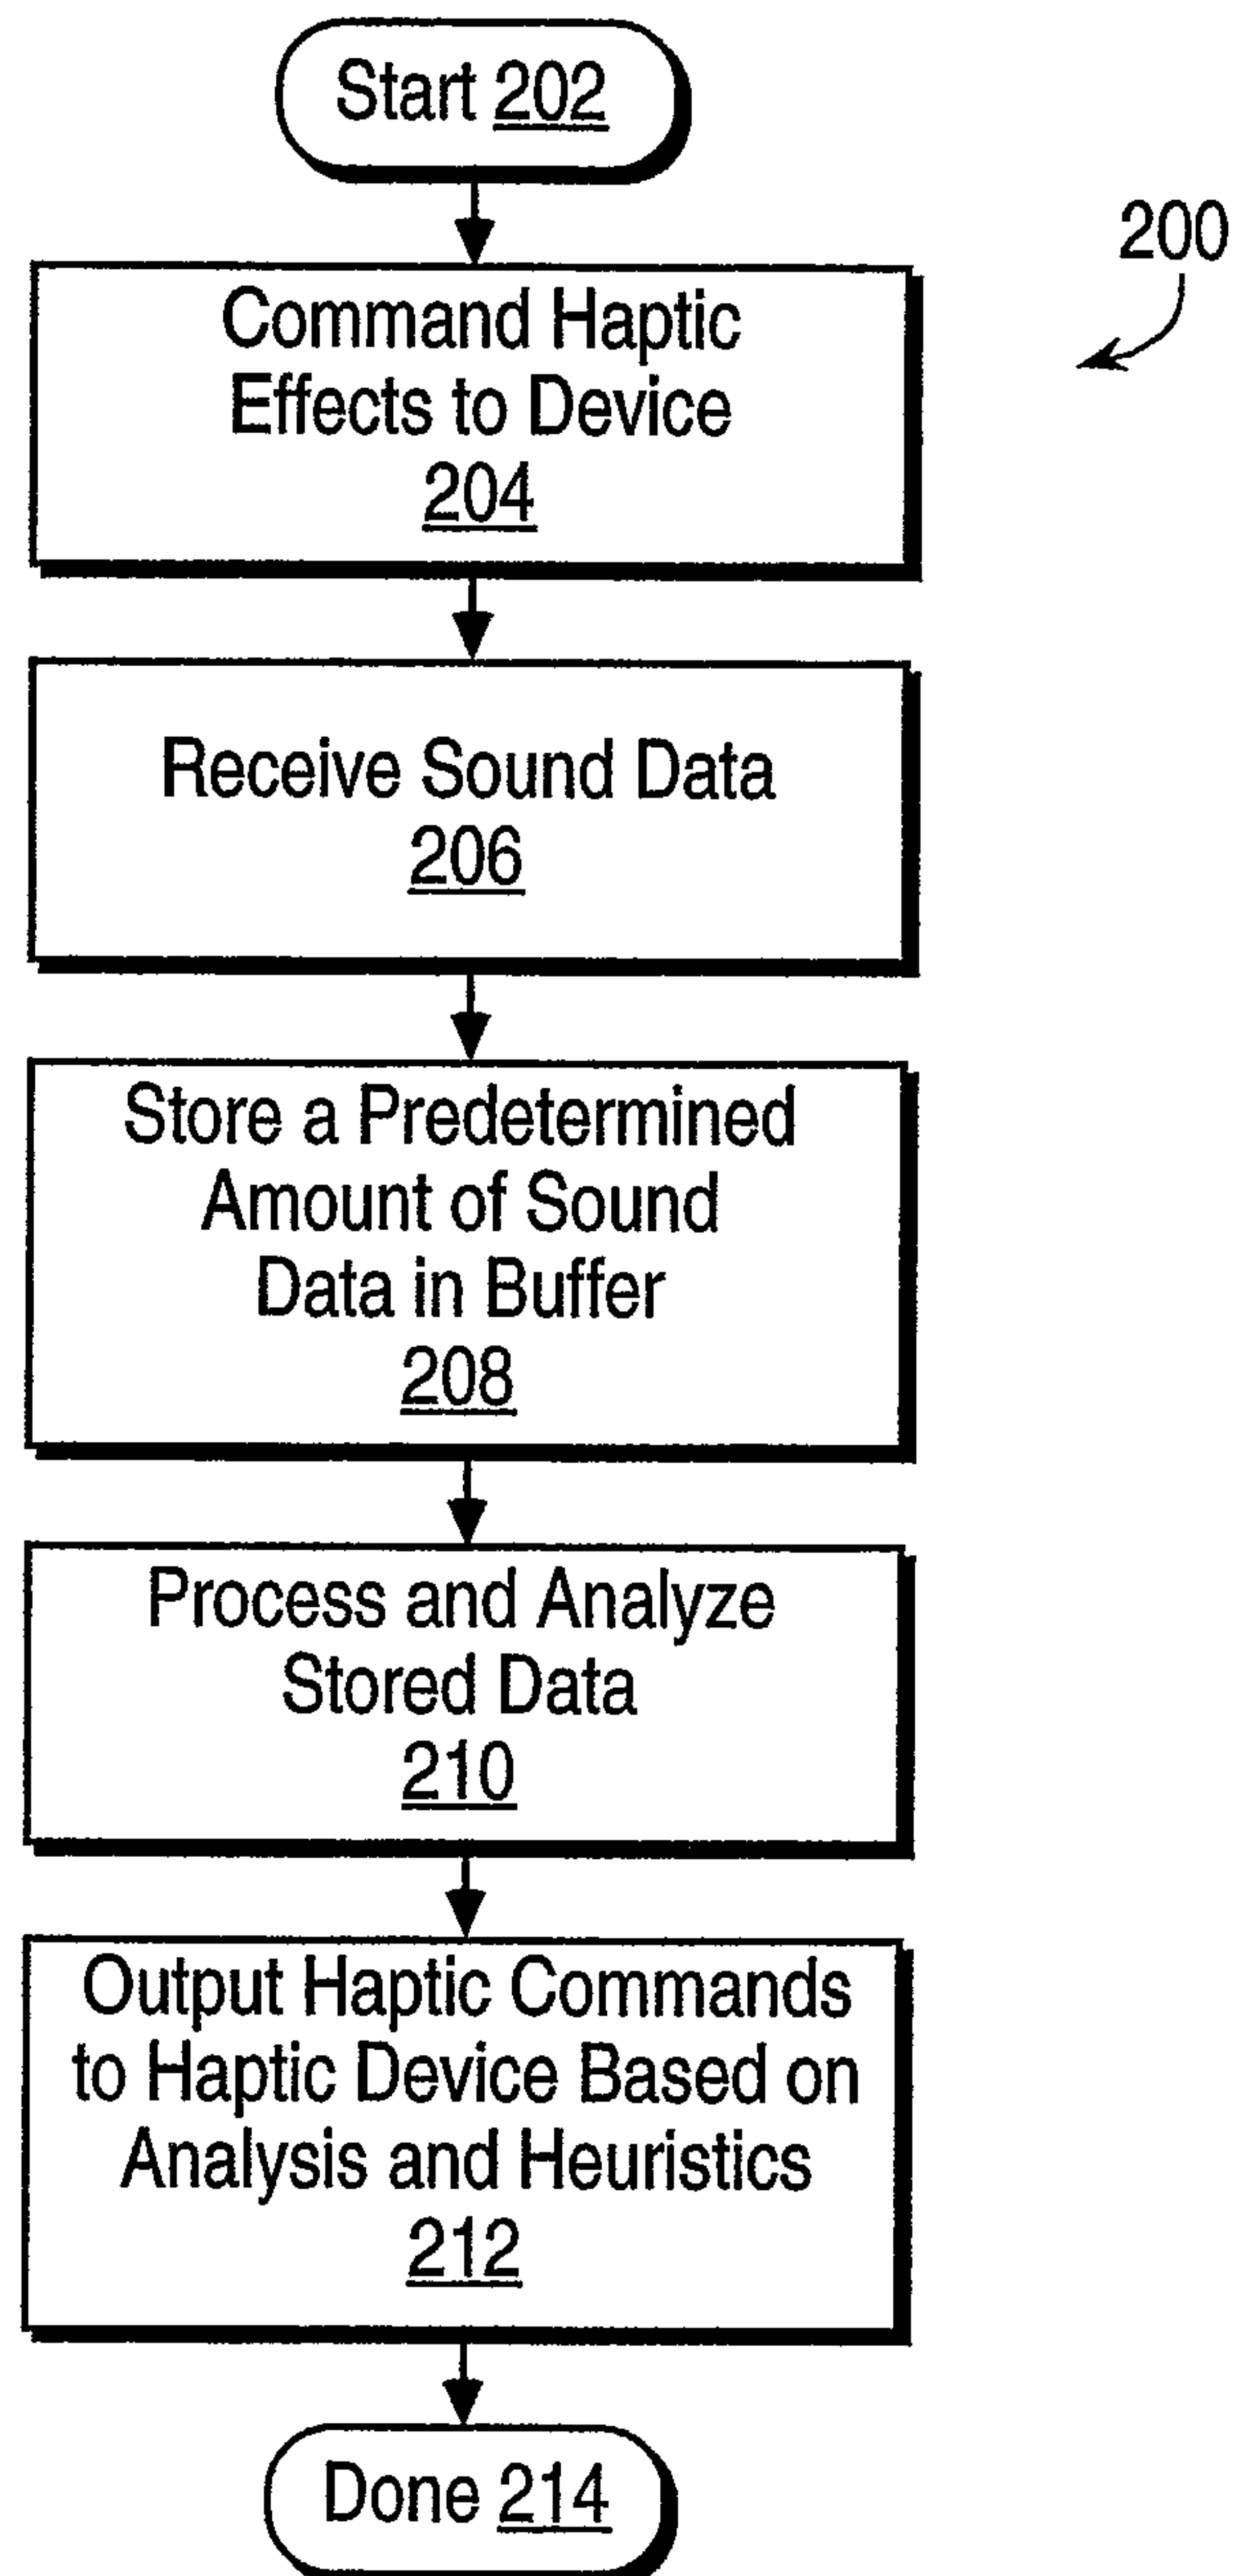 Start 202
200
Command Haptic
Effects to Device
204
Receive Sound Data
206
Store a Predetermined
Amount of Sound
Data in Buffer
208
Process and Analyze
Stored Data
210
Output Haptic Commands
to Haptic Device Based on
Analysis and Heuristics
212
Done 214